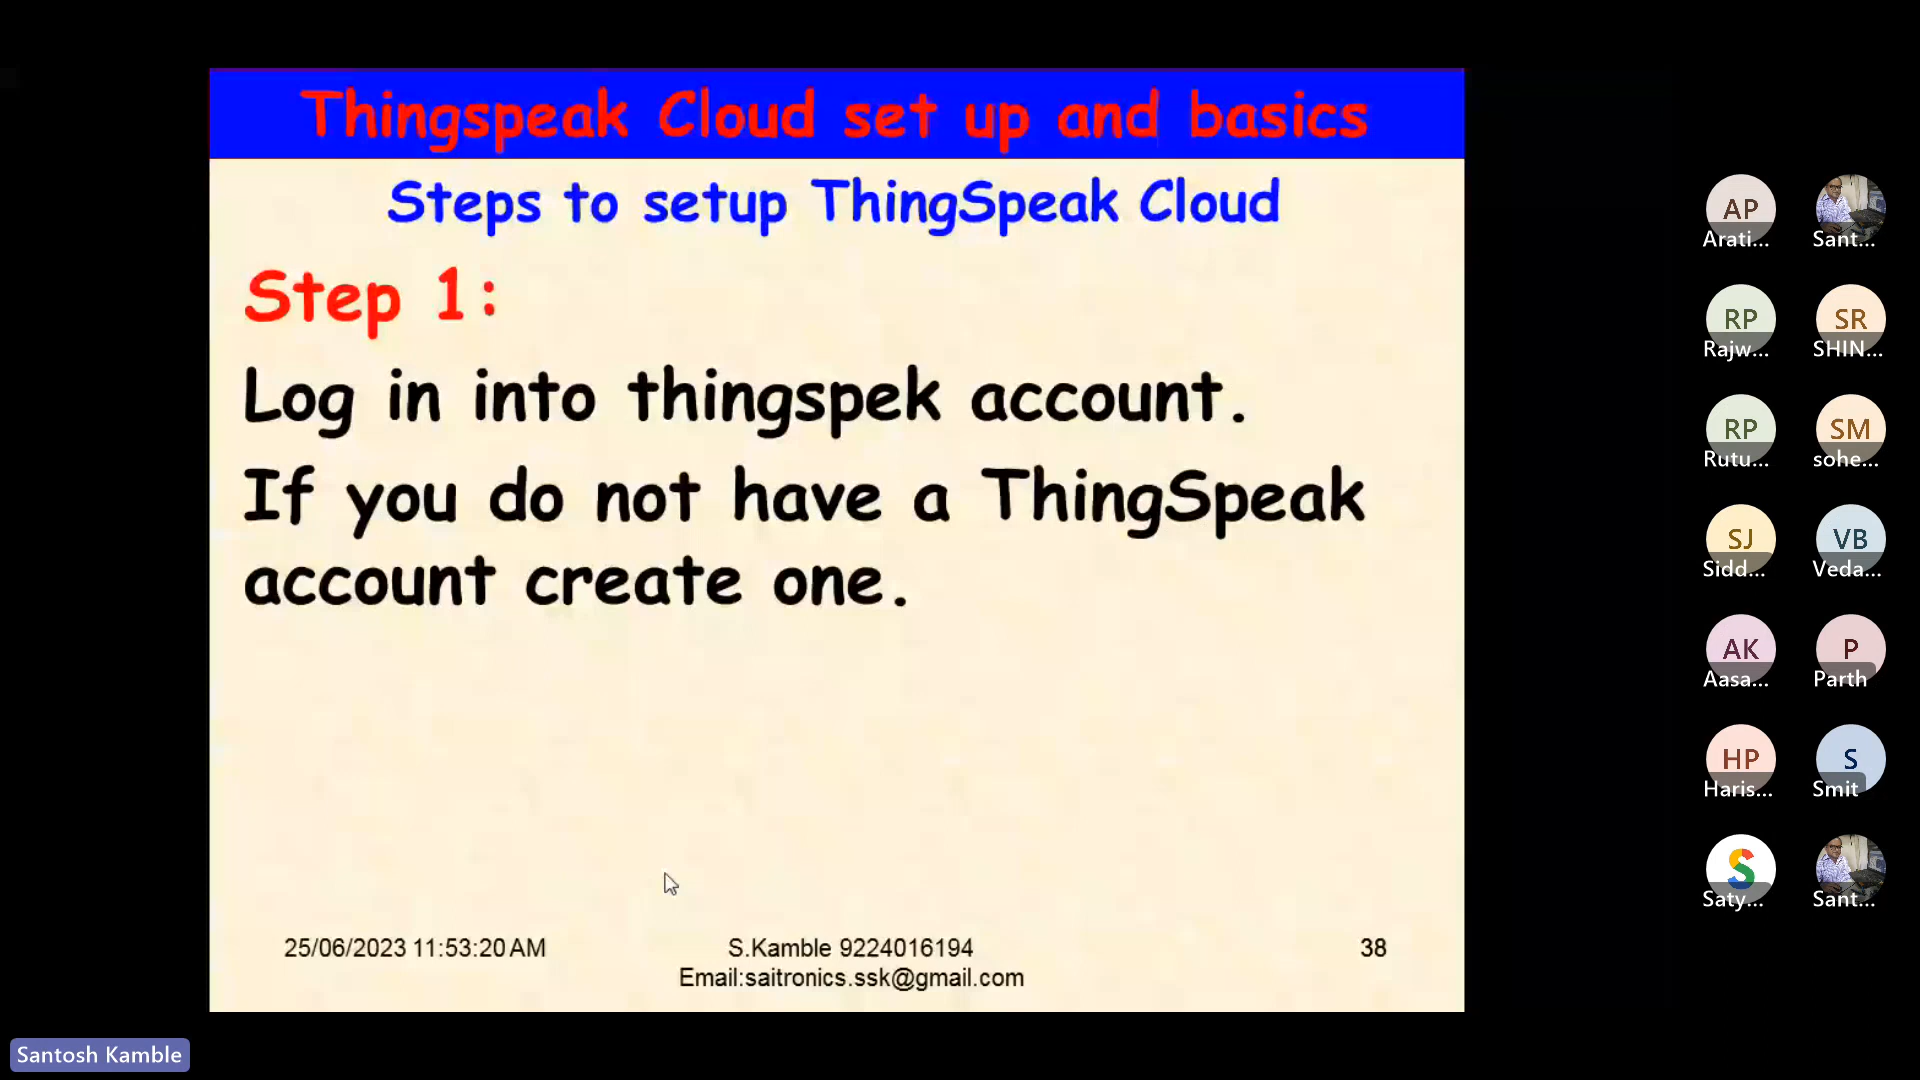 Thingspeak Cloud set up and basics
Steps to setup ThingSpeak Cloud
Step 1:
Log in into thingspek account.
If you do not have a ThingSpeak
account create one.
25/06/2023 11:53:20 AM
S.Kamble 9224016194
Email:saitronics.ssk@gmail.com
38
AP
Arati...
Sant...
RP
Rajw...
SR
SHIN...
RP
Rutu...
SM
sohe...
SJ
Sidd...
VB
Veda...
AK
Aasa...
P
Parth
HP
Haris...
S
Smit
S
Saty...
Sant...
Santosh Kamble